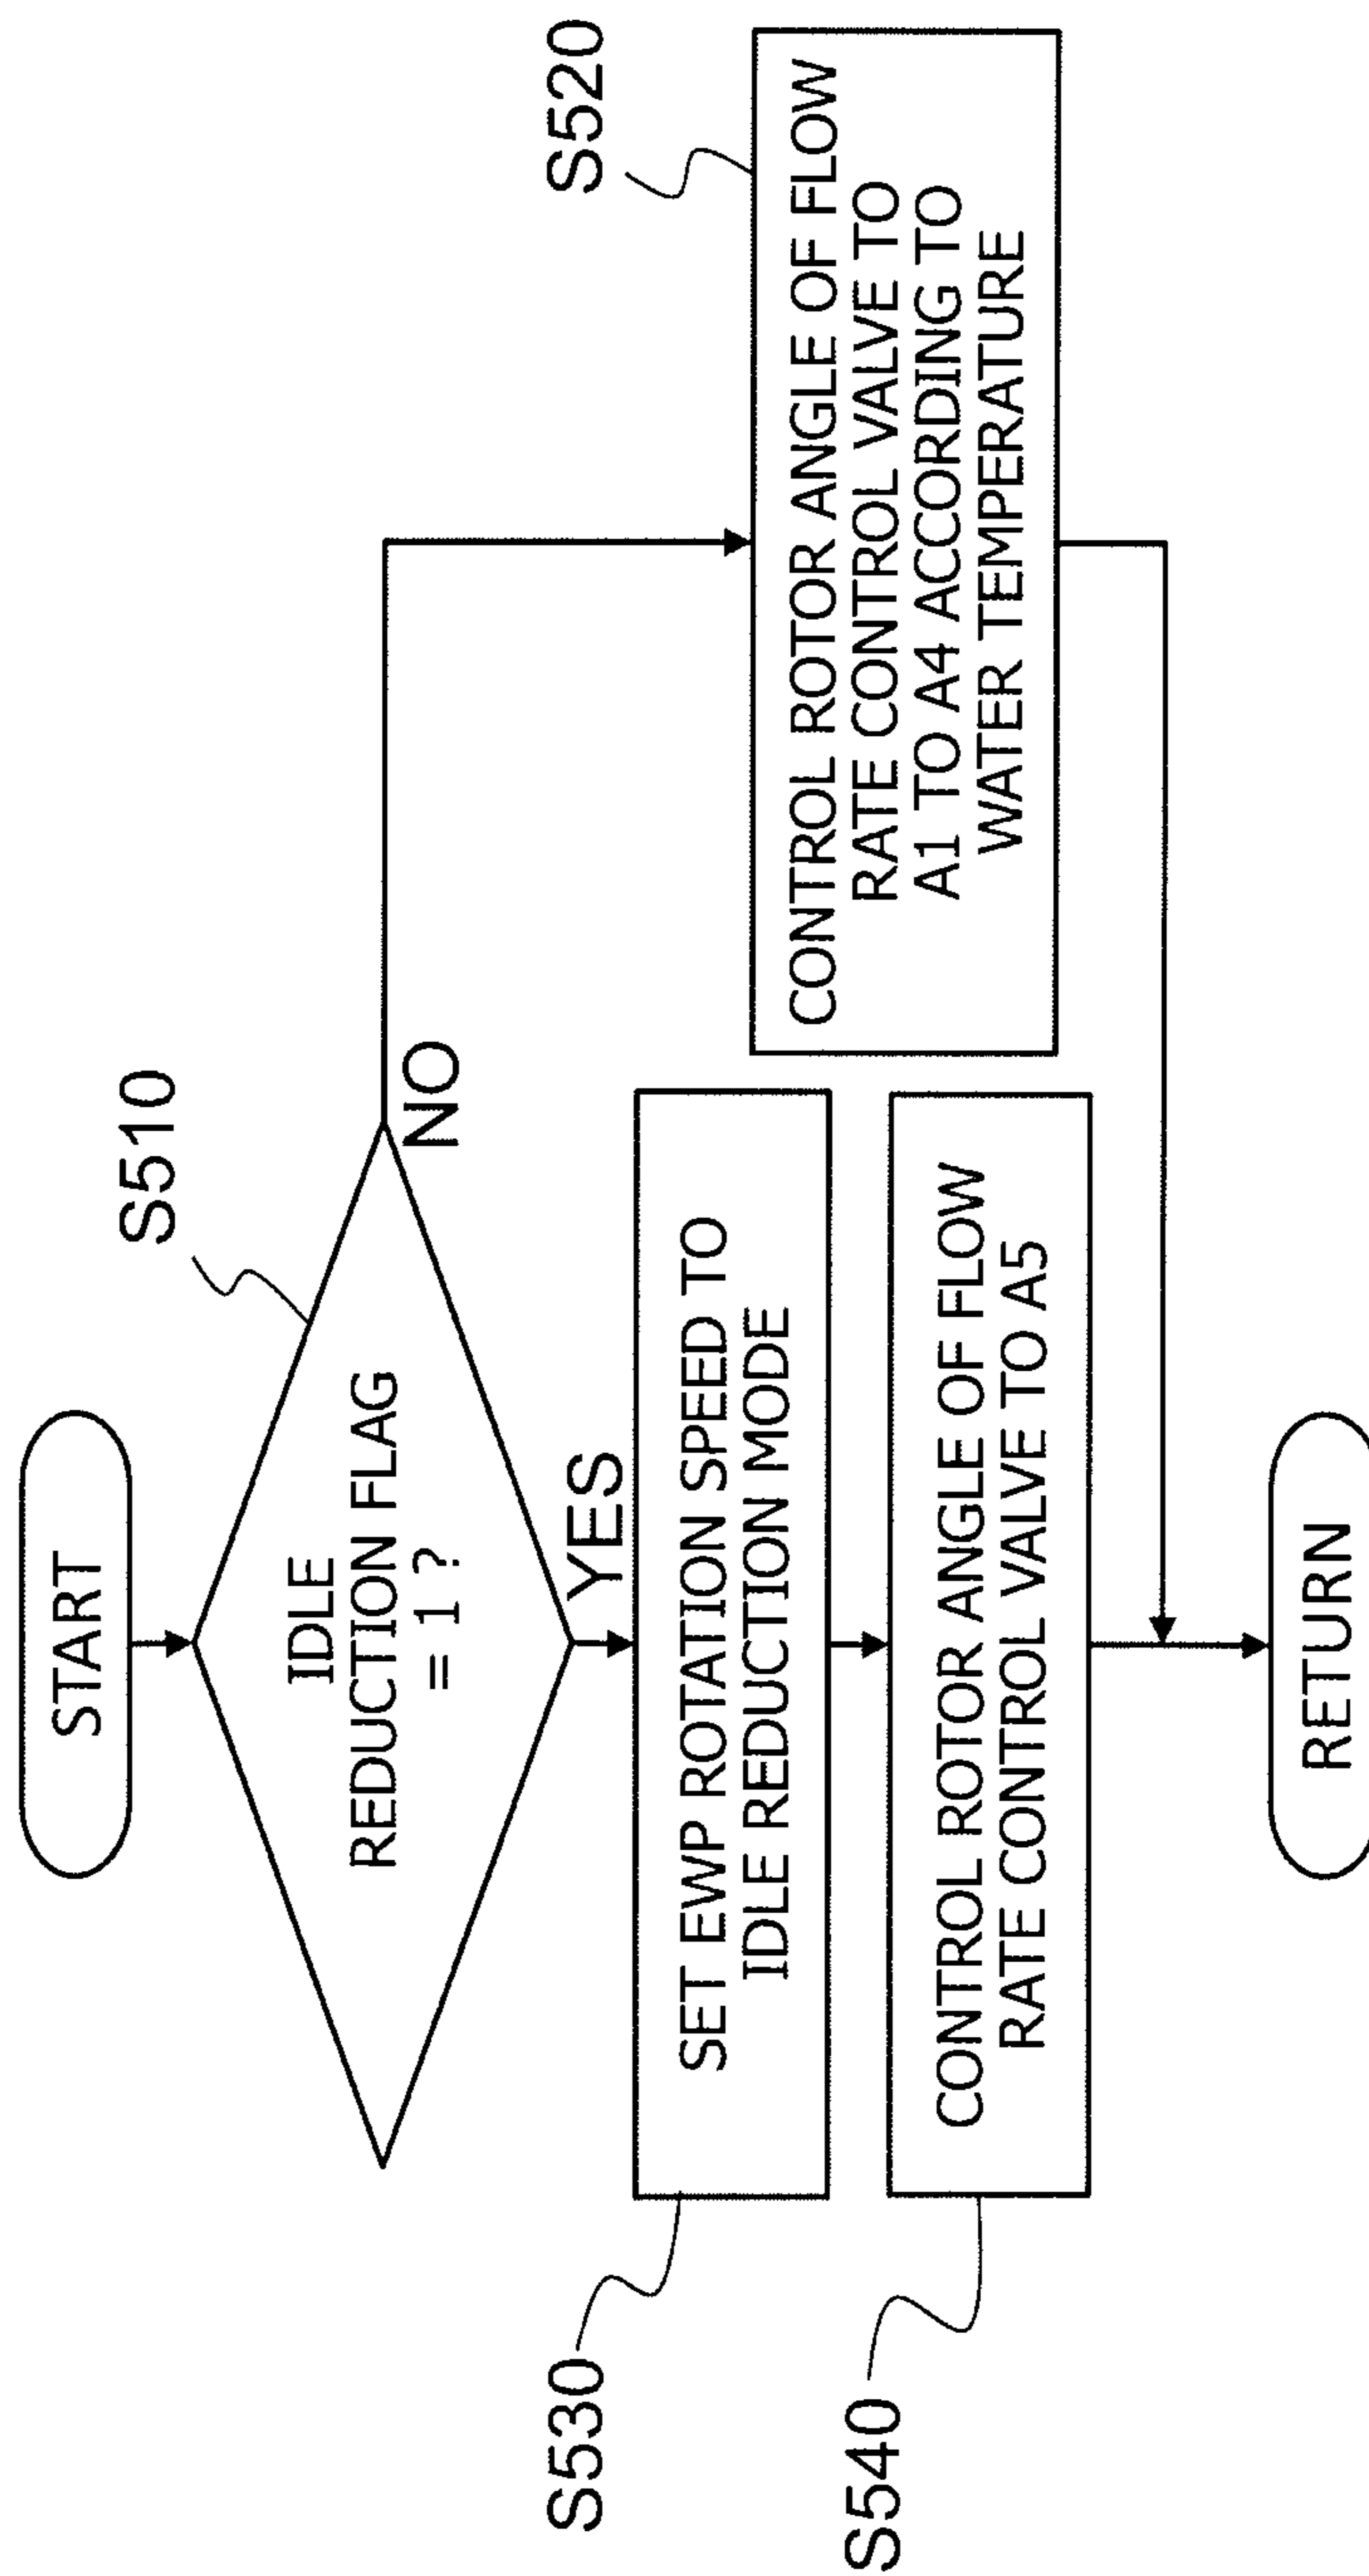 START
S510
IDLE
REDUCTION FLAG
= 1 ?
NO
YES
S530
SET EWP ROTATION SPEED TO
IDLE REDUCTION MODE
S520
CONTROL ROTOR ANGLE OF FLOW
RATE CONTROL VALVE TO
A1 TO A4 ACCORDING TO
WATER TEMPERATURE
S540
CONTROL ROTOR ANGLE OF FLOW
RATE CONTROL VALVE TO A5
RETURN